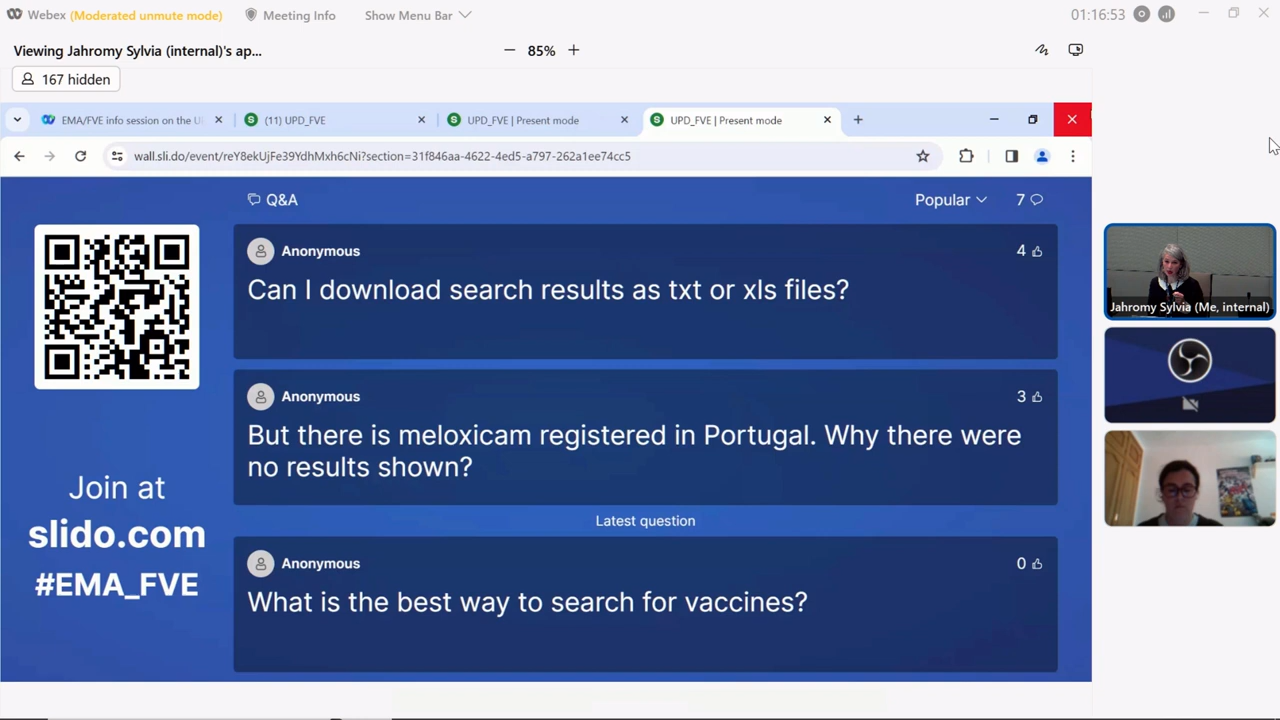 Webex (Moderated unmute mode) Meeting Info Show Menu Bar 01:16:53
Viewing Jahromy Sylvia (internal)'s ap... 85%
167 hidden
EMA/FVE info session on the U
(11) UPD_FVE
UPD_FVE | Present mode
UPD_FVE | Present mode
wall.sli.do/event/reY8ekUjFe39YdhMxh6cNi?section=31f846aa-4622-4ed5-a797-262a1ee74cc5
Q&A Popular 7
Anonymous 4
Can I download search results as txt or xls files?
Anonymous 3
But there is meloxicam registered in Portugal. Why there were
no results shown?
Latest question
Anonymous 0
What is the best way to search for vaccines?
Join at
slido.com
#EMA_FVE
Jahromy Sylvia (Me, internal)